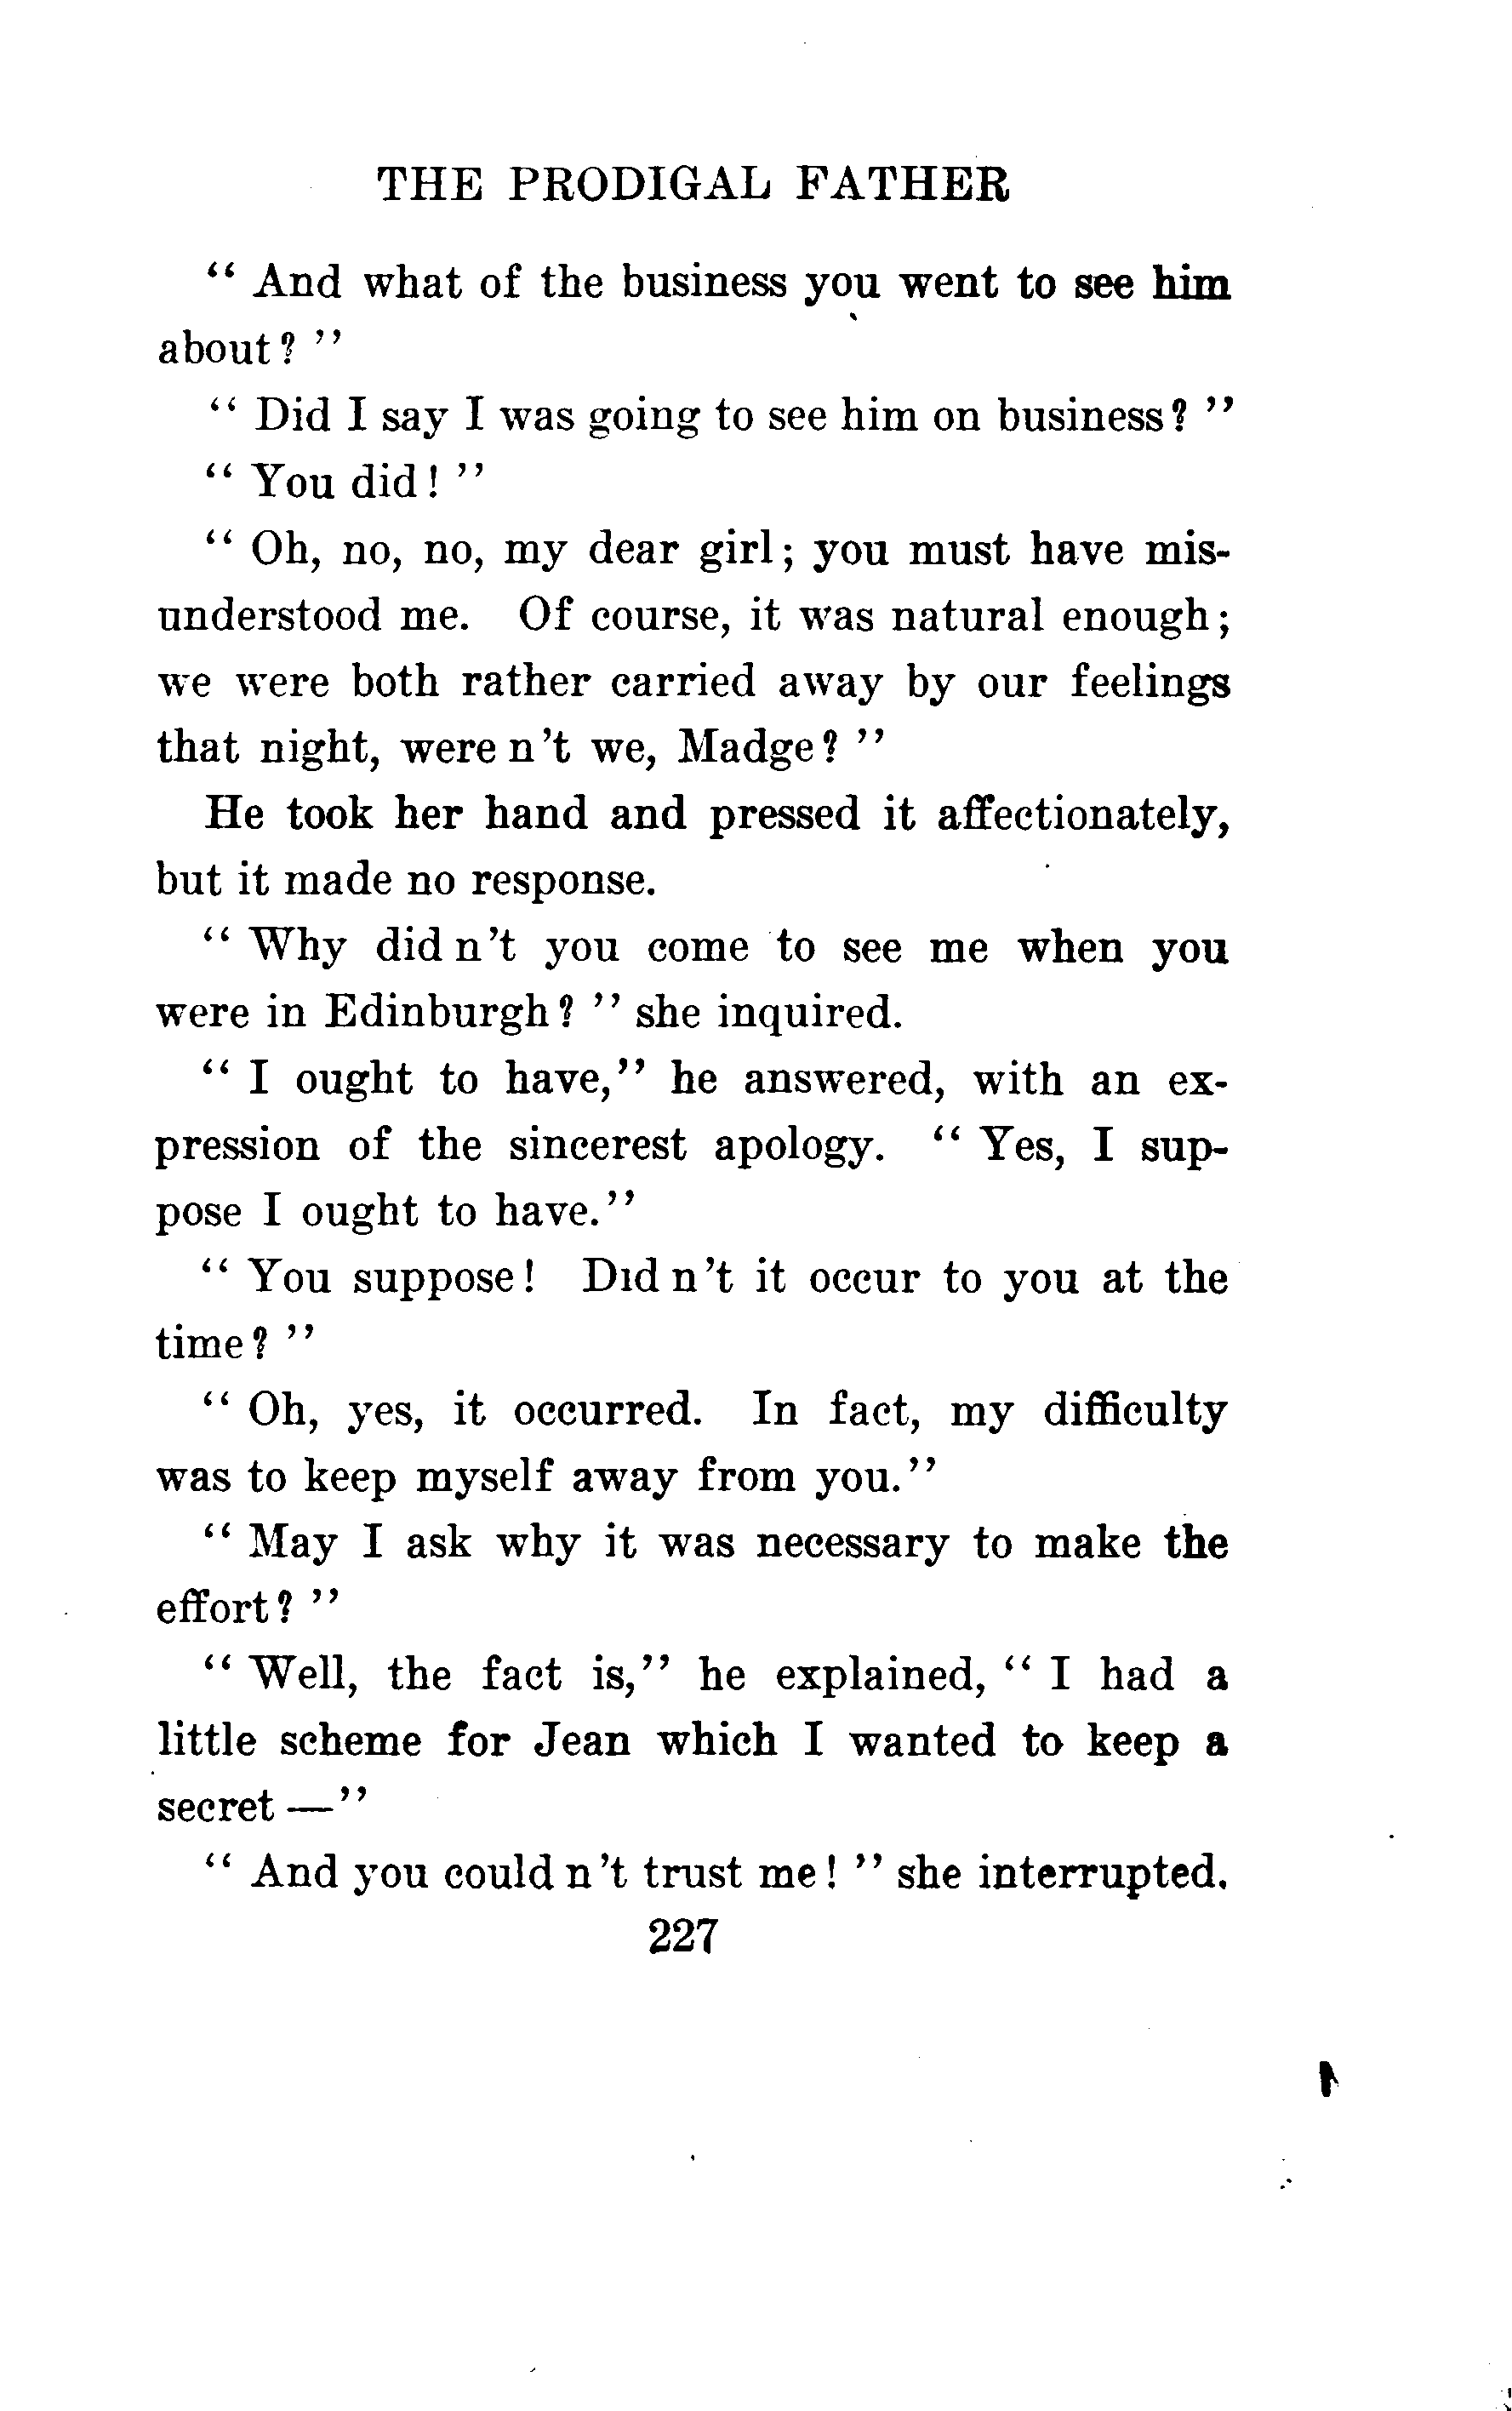 THE PRODIGAL FATHER
“ And what of the business you went to see him
about? ”
“ Did I say I was going to see him on business? ”
“ You did! ”
“ Oh, no, no, my dear girl; you must have mis-
understood me. Of course, it was natural enough;
we were both rather carried away by our feelings
that night, were n’t we, Madge? ”
He took her hand and pressed it affectionately,
but it made no response.
“ Why did n’t you come to see me when you
were in Edinburgh? ” she inquired.
“ I ought to have,” he answered, with an ex-
pression of the sincerest apology. “ Yes, I sup-
pose I ought to have.”
“ You suppose! Did n’t it occur to you at the
time? ”
“ Oh, yes, it occurred. In fact, my difficulty
was to keep myself away from you.”
“ May I ask why it was necessary to make the
effort? ”
“ Well, the fact is,” he explained, “ I had a
little scheme for Jean which I wanted to keep a
secret —”
“ And you could n’t trust me! ” she interrupted.
227